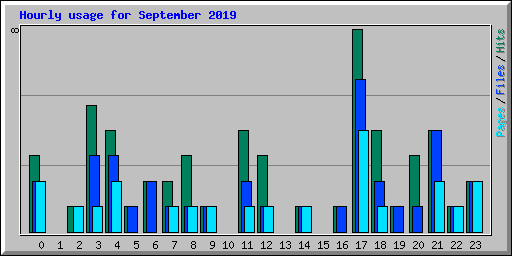 Hourly usage for September 2019
8
Pages / Files / Hits
0 1 2 3 4 5 6 7 8 9 10 11 12 13 14 15 16 17 18 19 20 21 22 23